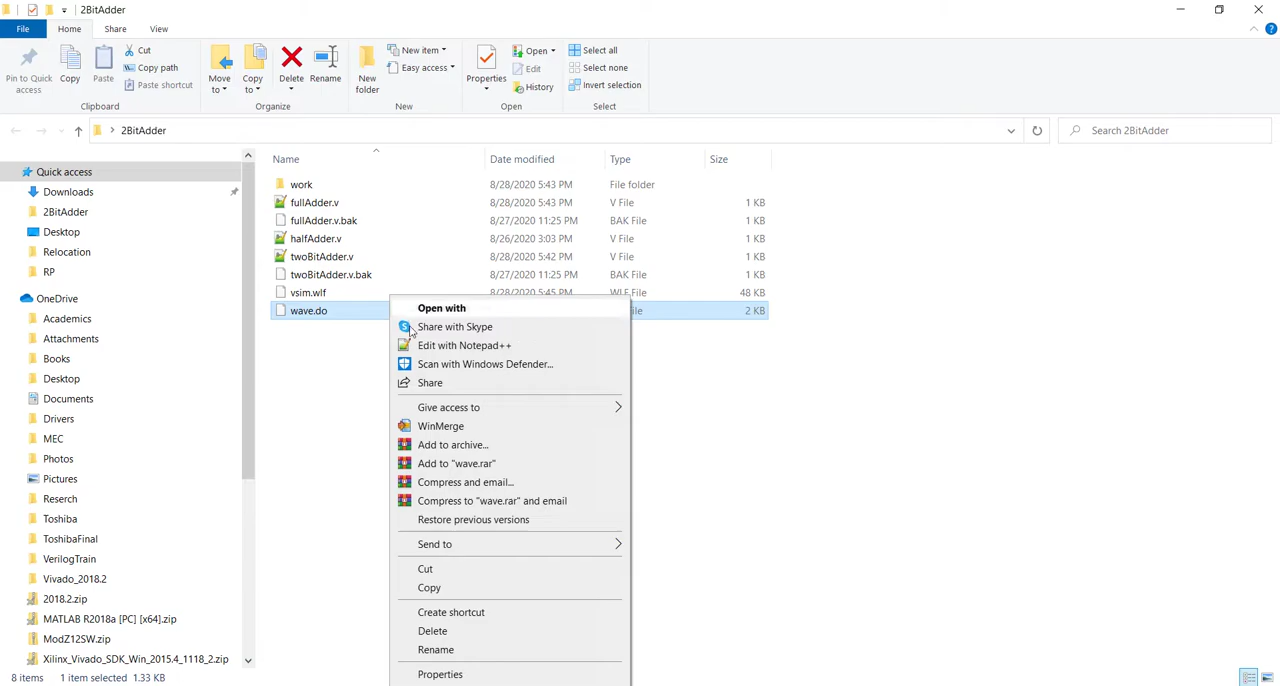 2BitAdder
File Home Share View
Pin to Quick access
Copy
Paste
Cut
Copy path
Paste shortcut
Clipboard
Move to
Copy to
Delete
Rename
Organize
New folder
New item
Easy access
New
Properties
Open
Edit
History
Open
Select all
Select none
Invert selection
Select
2BitAdder
Search 2BitAdder
Quick access
Downloads
2BitAdder
Desktop
Relocation
RP
OneDrive
Academics
Attachments
Books
Desktop
Documents
Drivers
MEC
Photos
Pictures
Reserch
Toshiba
ToshibaFinal
VerilogTrain
Vivado_2018.2
2018.2.zip
MATLAB R2018a [PC] [x64].zip
ModZ12SW.zip
Xilinx_Vivado_SDK_Win_2015.4_1118_2.zip
Name Date modified Type Size
work 8/28/2020 5:43 PM File folder
fullAdder.v 8/28/2020 5:43 PM V File 1 KB
fullAdder.v.bak 8/27/2020 11:25 PM BAK File 1 KB
halfAdder.v 8/26/2020 3:03 PM V File 1 KB
twoBitAdder.v 8/28/2020 5:42 PM V File 1 KB
twoBitAdder.v.bak 8/27/2020 11:25 PM BAK File 1 KB
vsim.wlf 8/28/2020 5:45 PM WLF File 48 KB
wave.do ile 2 KB
Open with
Share with Skype
Edit with Notepad++
Scan with Windows Defender...
Share
Give access to
WinMerge
Add to archive...
Add to "wave.rar"
Compress and email...
Compress to "wave.rar" and email
Restore previous versions
Send to
Cut
Copy
Create shortcut
Delete
Rename
Properties
8 items 1 item selected 1.33 KB